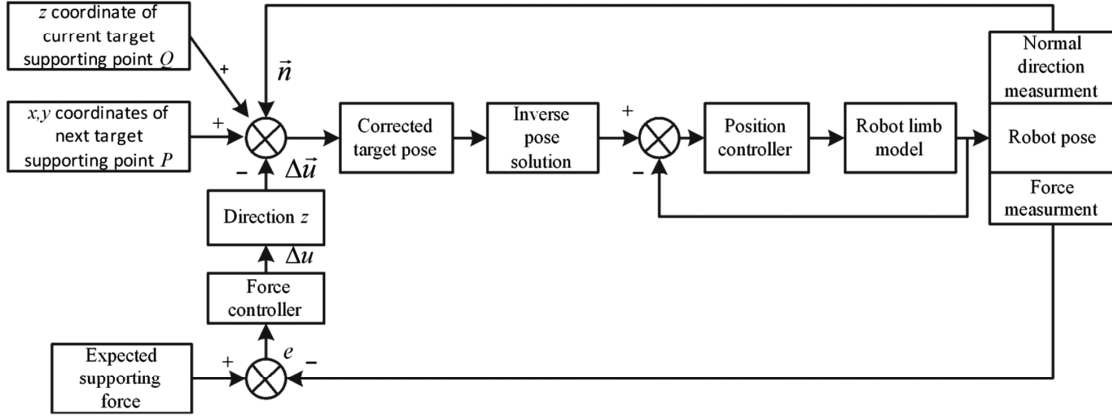 z coordinate of
current target
supporting point Q
+
x,y coordinates of
next target
supporting point P
+
n⃗
−
Δu⃗
Corrected
target pose
Inverse
pose
solution
+
−
Position
controller
Robot limb
model
Normal
direction
measurment
Robot pose
Force
measurment
Direction z
Δu
Force
controller
e
Expected
supporting
force
+
−